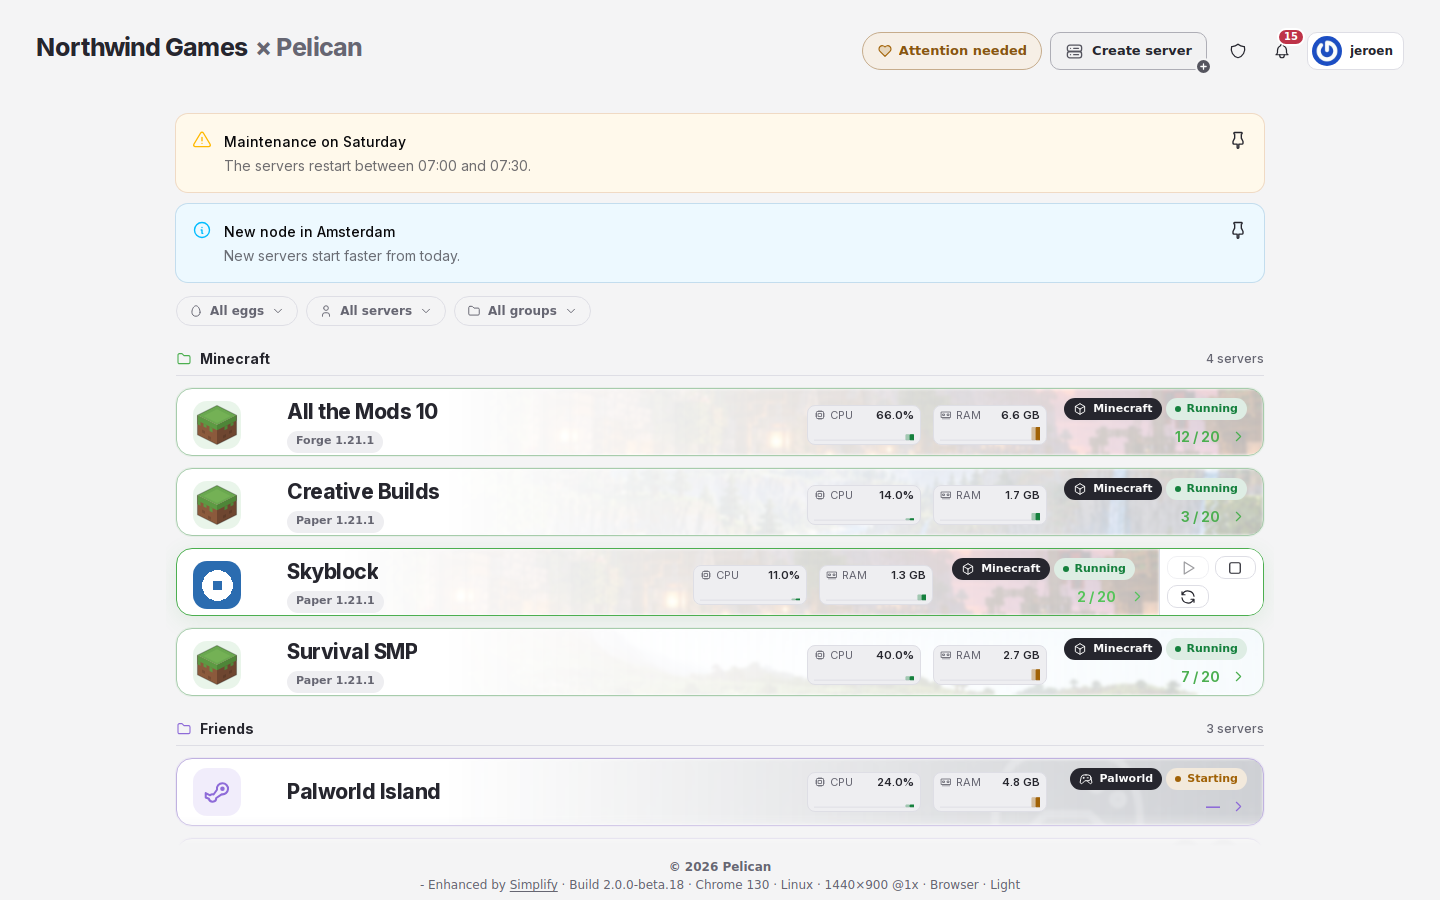 Northwind Games × Pelican
Attention needed
Create server
15
jeroen
Maintenance on Saturday
The servers restart between 07:00 and 07:30.
New node in Amsterdam
New servers start faster from today.
All eggs
All servers
All groups
Minecraft
4 servers
All the Mods 10
Forge 1.21.1
CPU 66.0%
RAM 6.6 GB
Minecraft
Running
12 / 20
Creative Builds
Paper 1.21.1
CPU 14.0%
RAM 1.7 GB
Minecraft
Running
3 / 20
Skyblock
Paper 1.21.1
CPU 11.0%
RAM 1.3 GB
Minecraft
Running
2 / 20
Survival SMP
Paper 1.21.1
CPU 40.0%
RAM 2.7 GB
Minecraft
Running
7 / 20
Friends
3 servers
Palworld Island
CPU 24.0%
RAM 4.8 GB
Palworld
Starting
—
© 2026 Pelican
- Enhanced by Simplify · Build 2.0.0-beta.18 · Chrome 130 · Linux · 1440×900 @1x · Browser · Light